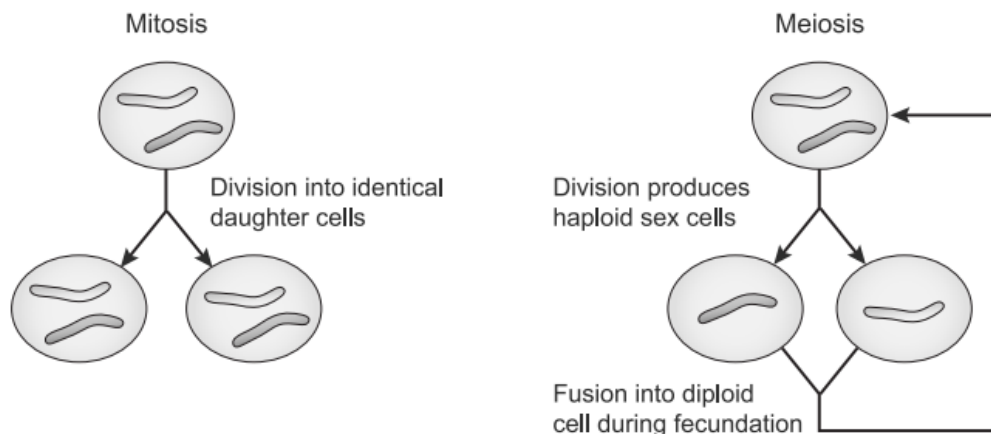 Mitosis
Division into identical
daughter cells
Meiosis
Division produces
haploid sex cells
Fusion into diploid
cell during fecundation